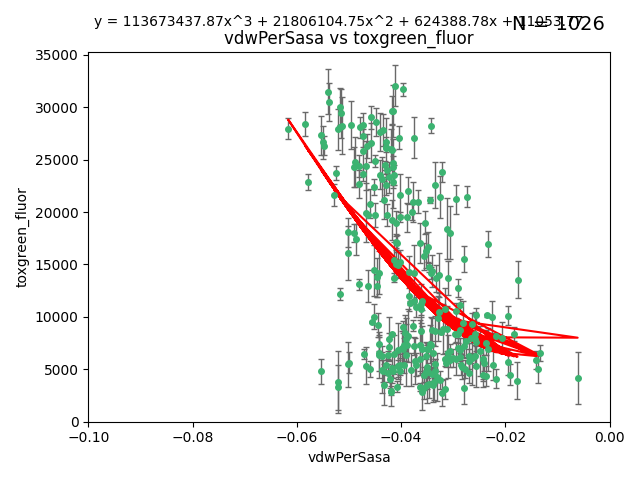 y = 113673437.87x^3 + 21806104.75x^2 + 624388.78x +
N = 1026
vdwPerSasa vs toxgreen_fluor
35000
30000
25000
20000
15000
10000
5000
0
toxgreen_fluor
−0.10 −0.08 −0.06 −0.04 −0.02 0.00
vdwPerSasa